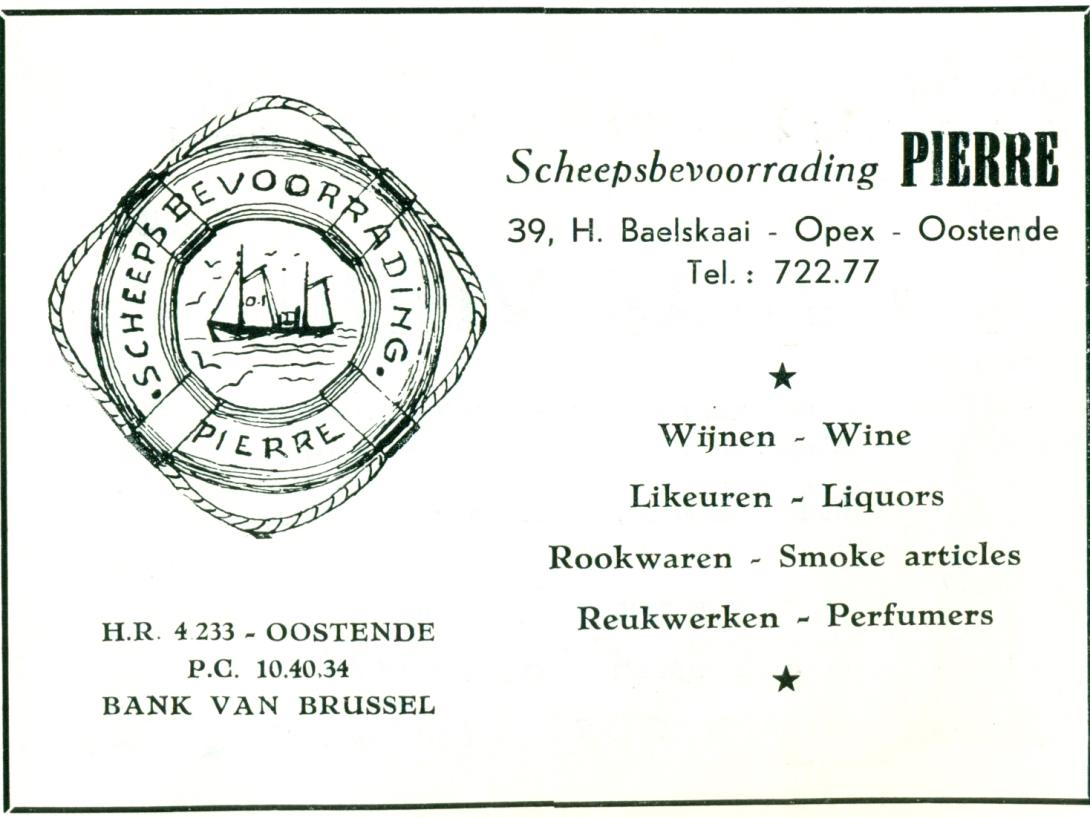 .SCHEEPSBEVOORRADING.
PIERRE
O.1
H.R. 4.233 - OOSTENDE
P.C. 10.40.34
BANK VAN BRUSSEL
Scheepsbevoorrading PIERRE
39, H. Baelskaai - Opex - Oostende
Tel. : 722.77
Wijnen - Wine
Likeuren - Liquors
Rookwaren - Smoke articles
Reukwerken - Perfumers